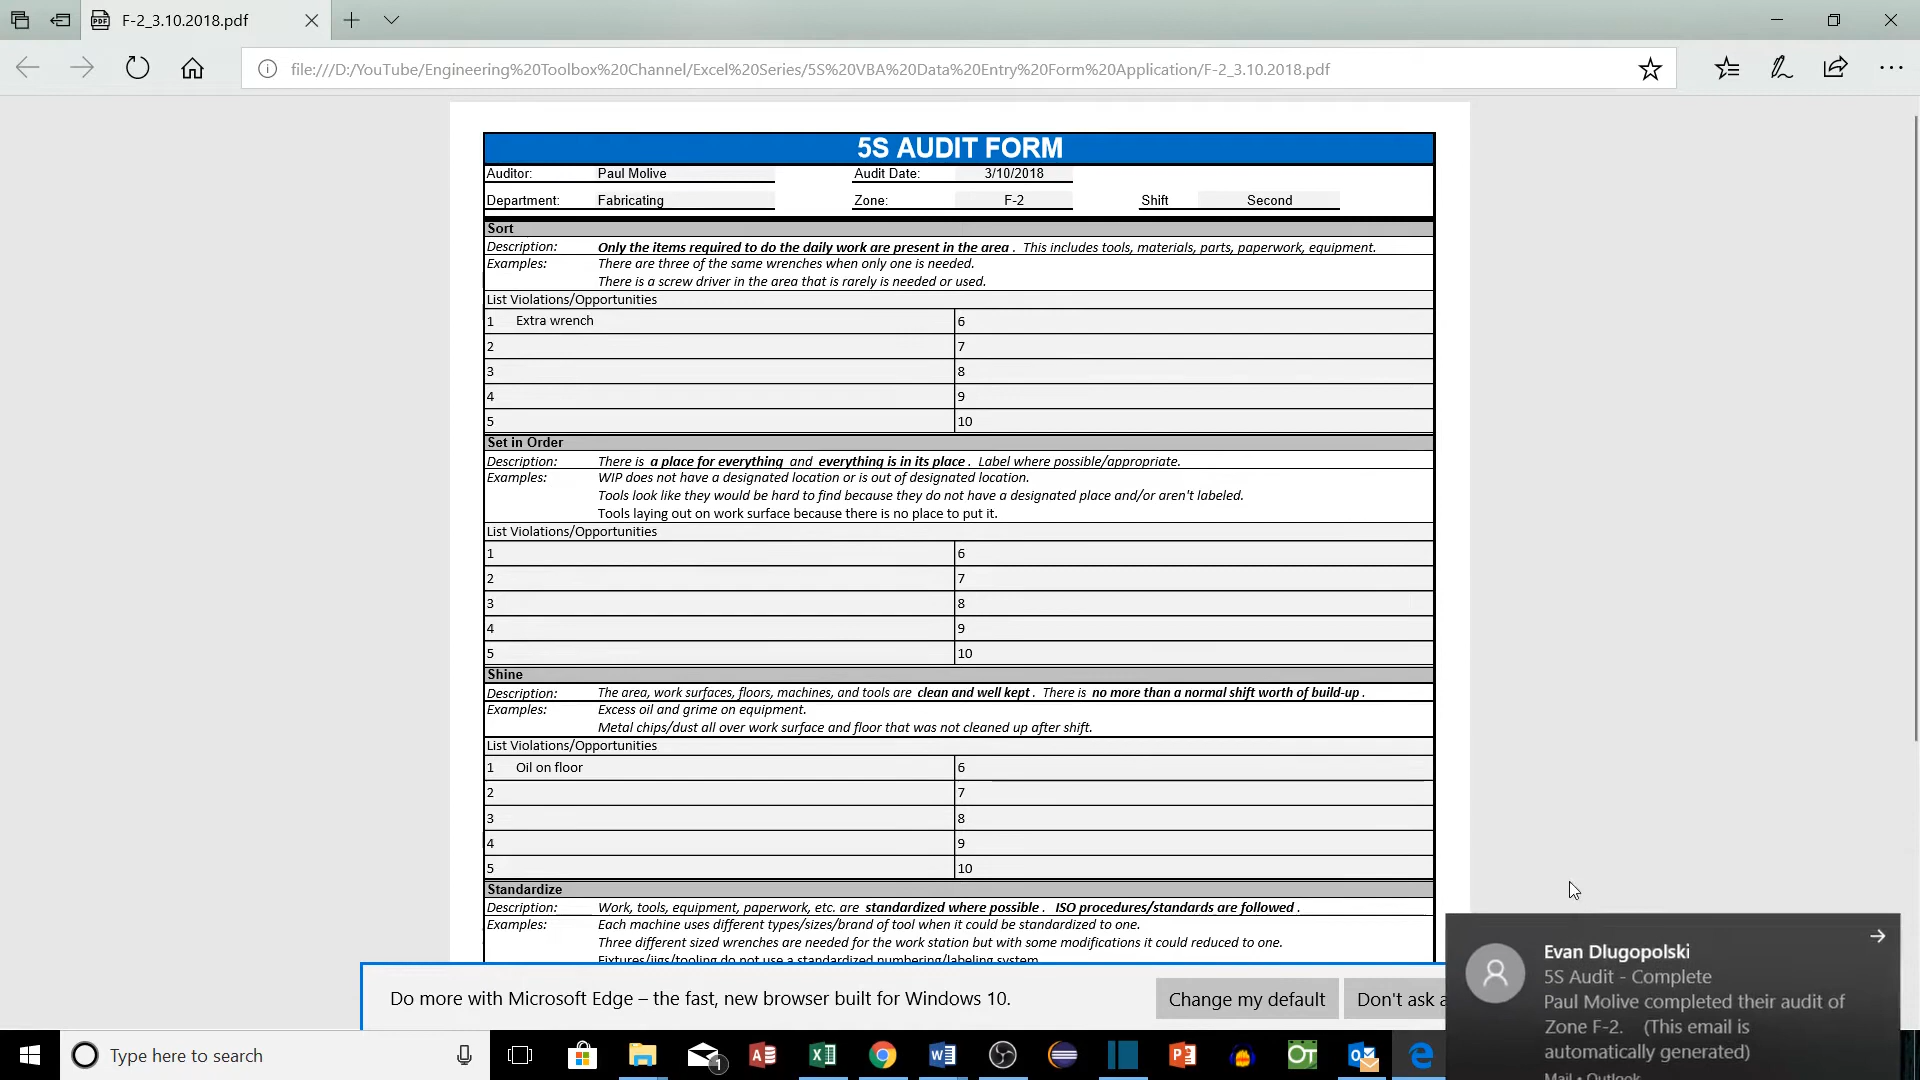 F-2_3.10.2018.pdf
file:///D:/YouTube/Engineering%20Toolbox%20Channel/Excel%20Series/5S%20VBA%20Data%20Entry%20Form%20Application/F-2_3.10.2018.pdf
5S AUDIT FORM
Auditor: Paul Molive Audit Date: 3/10/2018
Department: Fabricating Zone: F-2 Shift Second
Sort
Description: Only the items required to do the daily work are present in the area . This includes tools, materials, parts, paperwork, equipment.
Examples: There are three of the same wrenches when only one is needed.
There is a screw driver in the area that is rarely is needed or used.
List Violations/Opportunities
1 Extra wrench 6
2 7
3 8
4 9
5 10
Set in Order
Description: There is a place for everything and everything is in its place . Label where possible/appropriate.
Examples: WIP does not have a designated location or is out of designated location.
Tools look like they would be hard to find because they do not have a designated place and/or aren't labeled.
Tools laying out on work surface because there is no place to put it.
List Violations/Opportunities
1 6
2 7
3 8
4 9
5 10
Shine
Description: The area, work surfaces, floors, machines, and tools are clean and well kept . There is no more than a normal shift worth of build-up .
Examples: Excess oil and grime on equipment.
Metal chips/dust all over work surface and floor that was not cleaned up after shift.
List Violations/Opportunities
1 Oil on floor 6
2 7
3 8
4 9
5 10
Standardize
Description: Work, tools, equipment, paperwork, etc. are standardized where possible . ISO procedures/standards are followed .
Examples: Each machine uses different types/sizes/brand of tool when it could be standardized to one.
Three different sized wrenches are needed for the work station but with some modifications it could reduced to one.
Fixtures/jigs/tooling do not use a standardized numbering/labeling system
Do more with Microsoft Edge – the fast, new browser built for Windows 10.
Change my default
Don't ask a
Evan Dlugopolski
5S Audit - Complete
Paul Molive completed their audit of
Zone F-2. (This email is
automatically generated)
Mail • Outlook
Type here to search
1